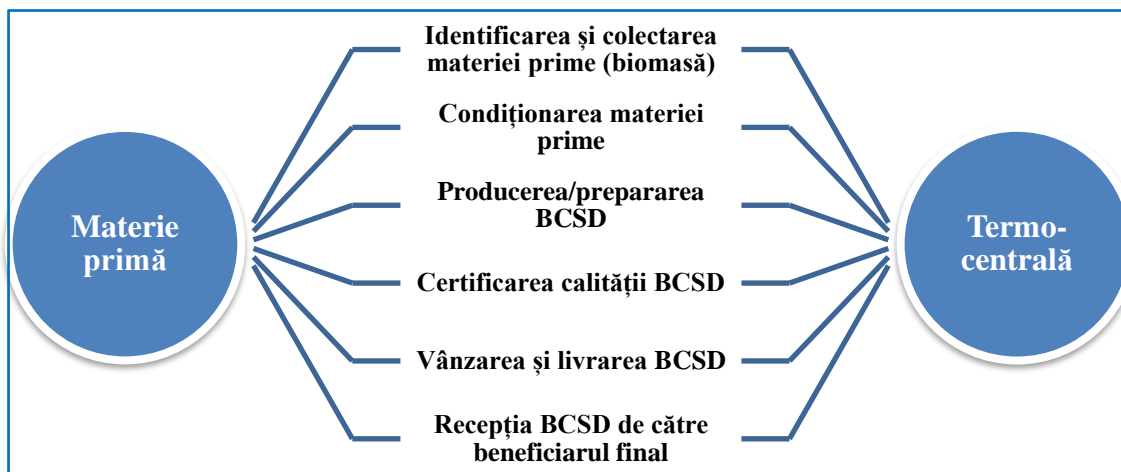 Identificarea și colectarea
materiei prime (biomasă)
Condiționarea materiei
prime
Producerea/prepararea
BCSD
Materie
primă
Termo-
centrală
Certificarea calității BCSD
Vânzarea și livrarea BCSD
Recepția BCSD de către
beneficiarul final